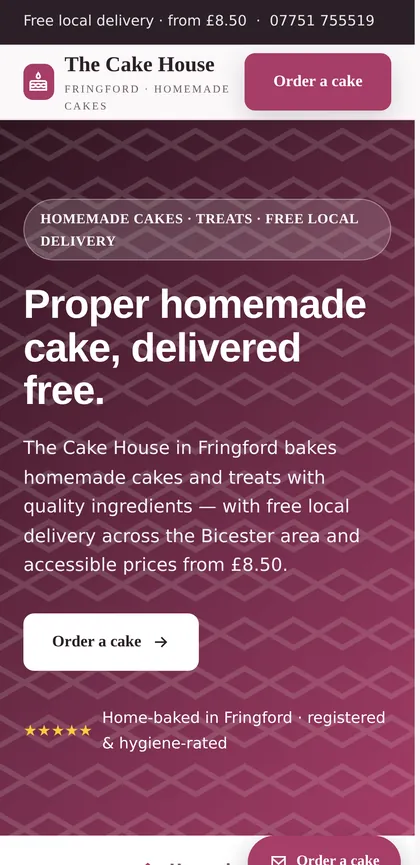 Free local delivery · from £8.50 · 07751 755519
The Cake House
FRINGFORD · HOMEMADE
CAKES
Order a cake
HOMEMADE CAKES · TREATS · FREE LOCAL
DELIVERY
Proper homemade
cake, delivered
free.
The Cake House in Fringford bakes
homemade cakes and treats with
quality ingredients — with free local
delivery across the Bicester area and
accessible prices from £8.50.
Order a cake →
★★★★★ Home-baked in Fringford · registered
& hygiene-rated
Order a cake